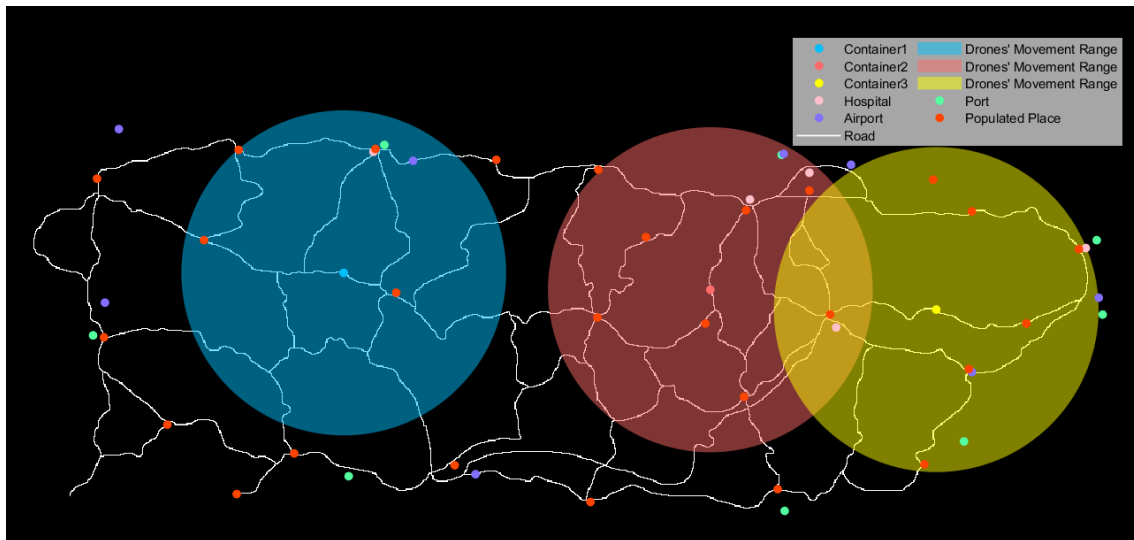 Container1 Drones' Movement Range
Container2 Drones' Movement Range
Container3 Drones' Movement Range
Hospital Port
Airport Populated Place
Road